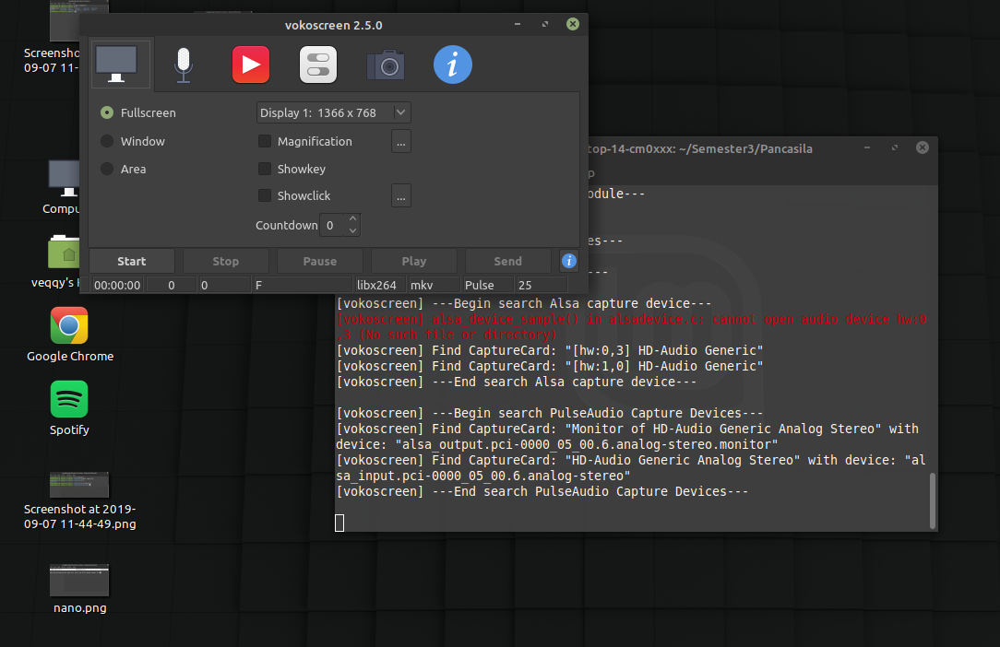 Screenshot
09-07 11-
Compu
veqqy's H
Google Chrome
Spotify
Screenshot at 2019-
09-07 11-44-49.png
nano.png
vokoscreen 2.5.0
Fullscreen
Window
Area
Display 1: 1366 x 768
Magnification
...
Showkey
Showclick
...
Countdown 0
Start Stop Pause Play Send
00:00:00 0 0 F libx264 mkv Pulse 25
top-14-cm0xxx: ~/Semester3/Pancasila
p
odule---
es---
---
[vokoscreen] ---Begin search Alsa capture device---
[vokoscreen] alsa_device_sample() in alsadevice.c: cannot open audio device hw:0
,3 (No such file or directory)
[vokoscreen] Find CaptureCard: "[hw:0,3] HD-Audio Generic"
[vokoscreen] Find CaptureCard: "[hw:1,0] HD-Audio Generic"
[vokoscreen] ---End search Alsa capture device---
[vokoscreen] ---Begin search PulseAudio Capture Devices---
[vokoscreen] Find CaptureCard: "Monitor of HD-Audio Generic Analog Stereo" with
device: "alsa_output.pci-0000_05_00.6.analog-stereo.monitor"
[vokoscreen] Find CaptureCard: "HD-Audio Generic Analog Stereo" with device: "al
sa_input.pci-0000_05_00.6.analog-stereo"
[vokoscreen] ---End search PulseAudio Capture Devices---